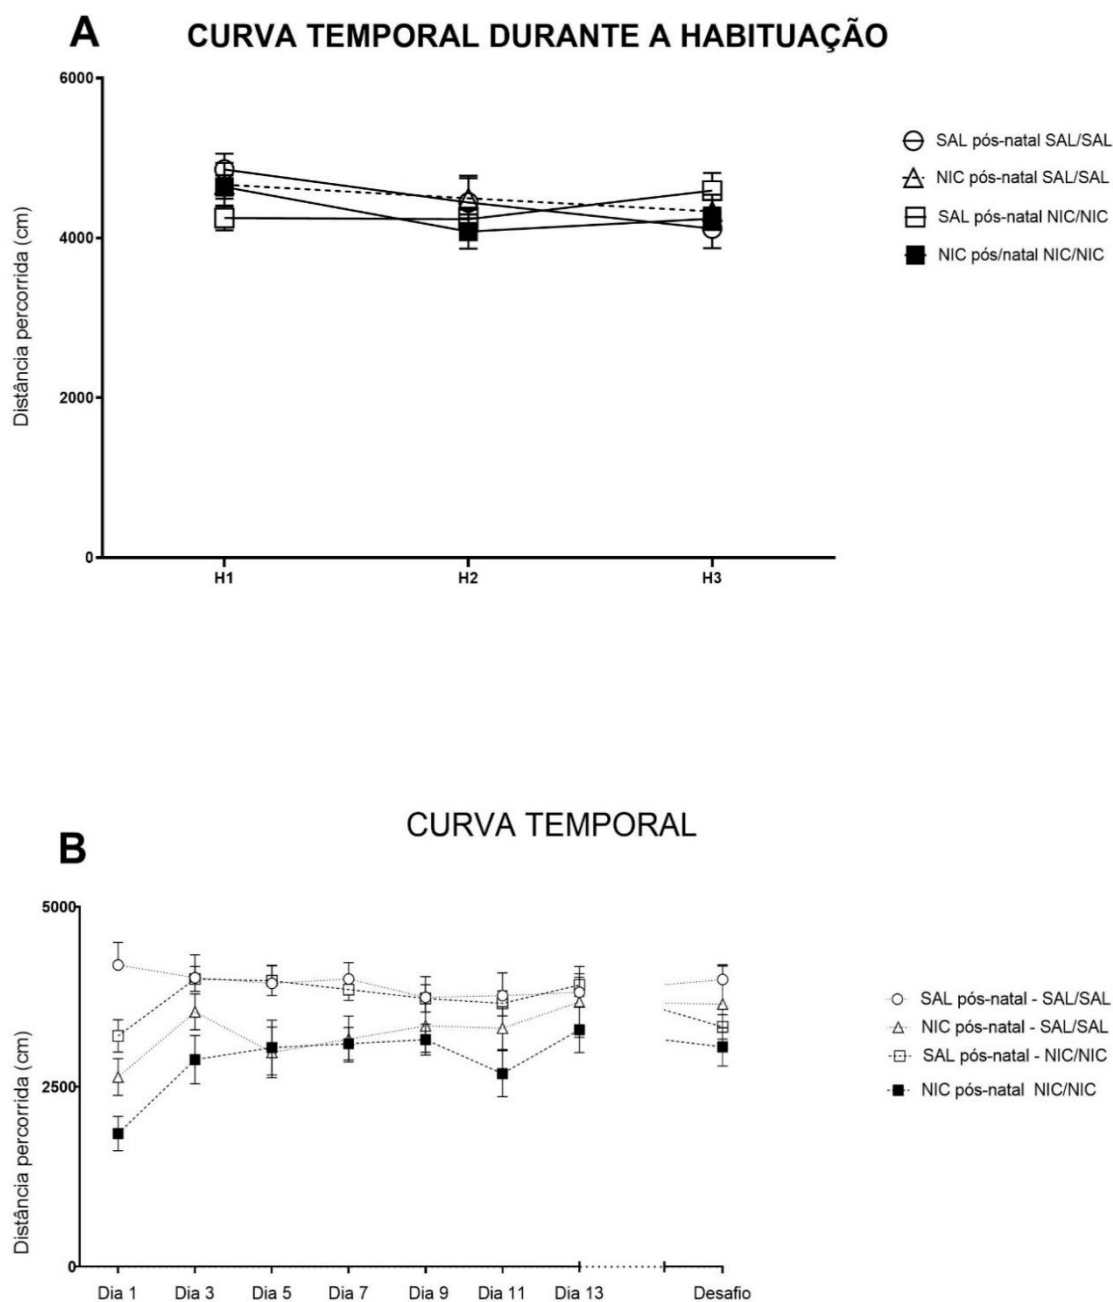 A
CURVA TEMPORAL DURANTE A HABITUAÇÃO
Distância percorrida (cm)
6000
4000
2000
0
H1 H2 H3
SAL pós-natal SAL/SAL
NIC pós-natal SAL/SAL
SAL pós-natal NIC/NIC
NIC pós/natal NIC/NIC
B
CURVA TEMPORAL
Distância percorrida (cm)
5000
2500
0
Dia 1 Dia 3 Dia 5 Dia 7 Dia 9 Dia 11 Dia 13 Desafio
SAL pós-natal - SAL/SAL
NIC pós-natal - SAL/SAL
SAL pós-natal - NIC/NIC
NIC pós-natal NIC/NIC